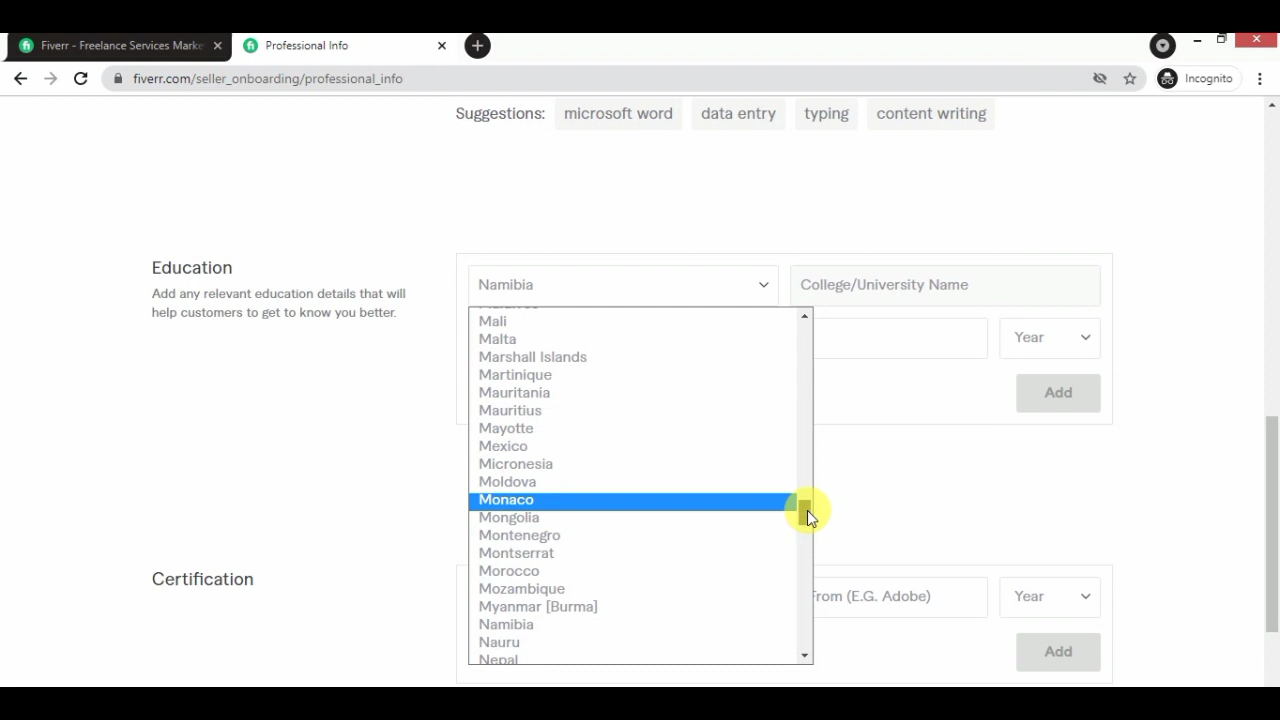 Fiverr - Freelance Services Marke
Professional Info
fiverr.com/seller_onboarding/professional_info
Incognito
Suggestions: microsoft word data entry typing content writing
Education
Add any relevant education details that will
help customers to get to know you better.
Namibia
College/University Name
Year
Add
Mali
Malta
Marshall Islands
Martinique
Mauritania
Mauritius
Mayotte
Mexico
Micronesia
Moldova
Monaco
Mongolia
Montenegro
Montserrat
Morocco
Mozambique
Myanmar [Burma]
Namibia
Nauru
Nepal
Certification
From (E.G. Adobe)
Year
Add